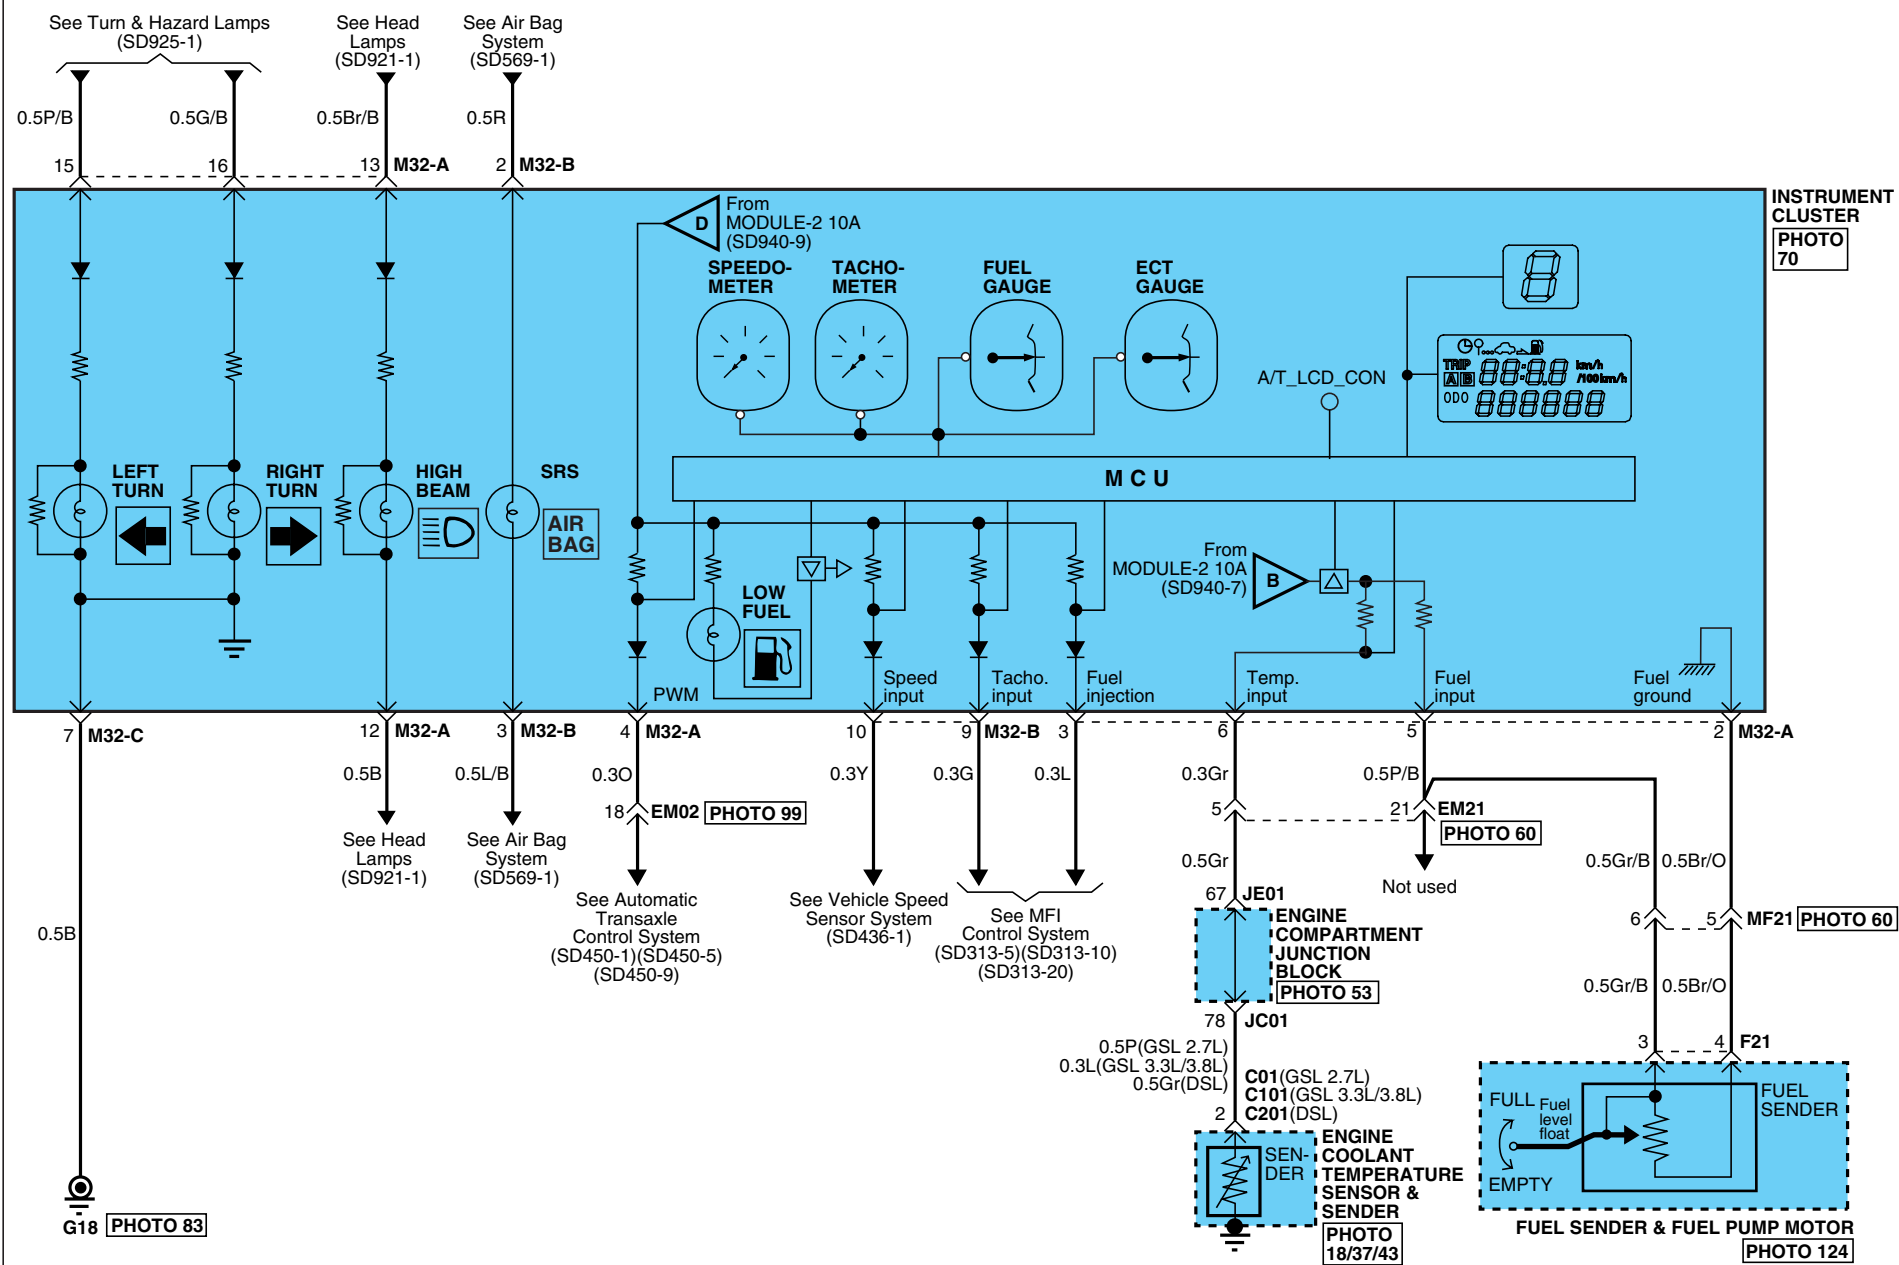 See Turn & Hazard Lamps
(SD925-1)
See Head
Lamps
(SD921-1)
See Air Bag
System
(SD569-1)
0.5P/B
0.5G/B
0.5Br/B
0.5R
15
16
13 M32-A
2 M32-B
INSTRUMENT
CLUSTER
PHOTO
70
D
From
MODULE-2 10A
(SD940-9)
SPEEDO-
METER
TACHO-
METER
FUEL
GAUGE
ECT
GAUGE
A/T_LCD_CON
TRIP
A B
km/h
/100km/h
ODO
MCU
LEFT
TURN
RIGHT
TURN
HIGH
BEAM
SRS
AIR
BAG
LOW
FUEL
From
MODULE-2 10A
(SD940-7)
B
PWM
Speed
input
Tacho.
input
Fuel
injection
Temp.
input
Fuel
input
Fuel
ground
7 M32-C
12 M32-A
3 M32-B
4 M32-A
10
9 M32-B
3
6
5
2 M32-A
0.5B
0.5L/B
0.3O
0.3Y
0.3G
0.3L
0.3Gr
0.5P/B
18 EM02 PHOTO 99
5
21 EM21
PHOTO 60
See Head
Lamps
(SD921-1)
See Air Bag
System
(SD569-1)
See Automatic
Transaxle
Control System
(SD450-1)(SD450-5)
(SD450-9)
See Vehicle Speed
Sensor System
(SD436-1)
See MFI
Control System
(SD313-5)(SD313-10)
(SD313-20)
Not used
0.5Gr
0.5Gr/B
0.5Br/O
67 JE01
ENGINE
COMPARTMENT
JUNCTION
BLOCK
PHOTO 53
6
5 MF21 PHOTO 60
0.5B
0.5Gr/B
0.5Br/O
78 JC01
0.5P(GSL 2.7L)
0.3L(GSL 3.3L/3.8L)
0.5Gr(DSL)
C01(GSL 2.7L)
C101(GSL 3.3L/3.8L)
2 C201(DSL)
3
4 F21
SEN-
DER
ENGINE
COOLANT
TEMPERATURE
SENSOR &
SENDER
PHOTO
18/37/43
FULL
Fuel
level
float
EMPTY
FUEL
SENDER
FUEL SENDER & FUEL PUMP MOTOR
PHOTO 124
G18 PHOTO 83